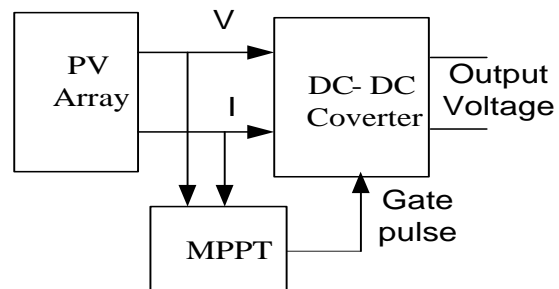 V
PV
Array
I
DC- DC
Coverter
Output
Voltage
Gate
pulse
MPPT